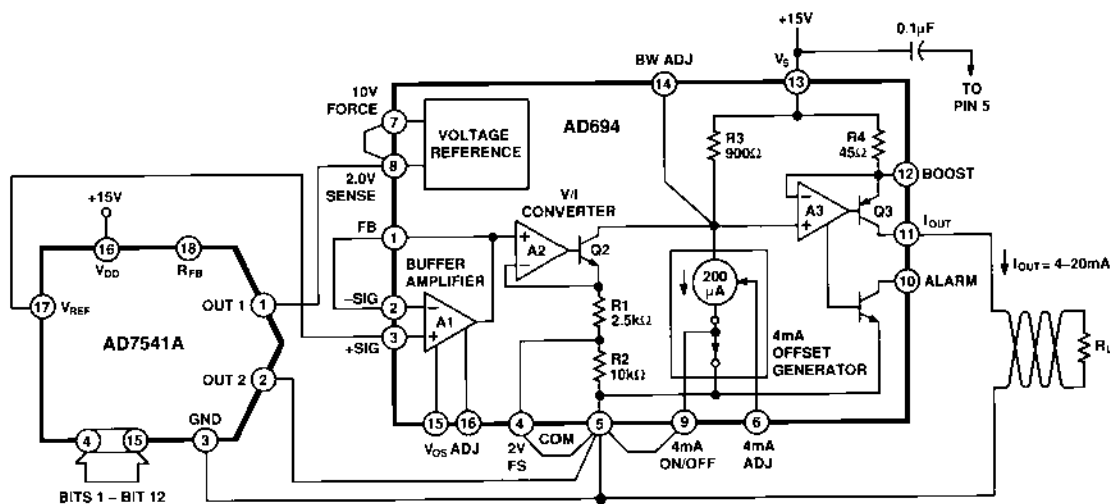 +15V
0.1µF
TO
PIN 5
BW ADJ
14
VS
13
10V
FORCE
7
8
2.0V
SENSE
VOLTAGE
REFERENCE
AD694
R3
900Ω
R4
45Ω
12
BOOST
A3
Q3
11
IOUT
IOUT = 4–20mA
10
ALARM
RL
V/I
CONVERTER
FB
1
A2
Q2
BUFFER
AMPLIFIER
–SIG
2
3
+SIG
A1
R1
2.5kΩ
R2
10kΩ
200
µA
4mA
OFFSET
GENERATOR
15
16
VOS ADJ
4
2V
FS
COM
5
9
4mA
ON/OFF
6
4mA
ADJ
+15V
16
VDD
18
RFB
17
VREF
OUT 1
1
AD7541A
OUT 2
2
GND
3
4
15
BITS 1 – BIT 12